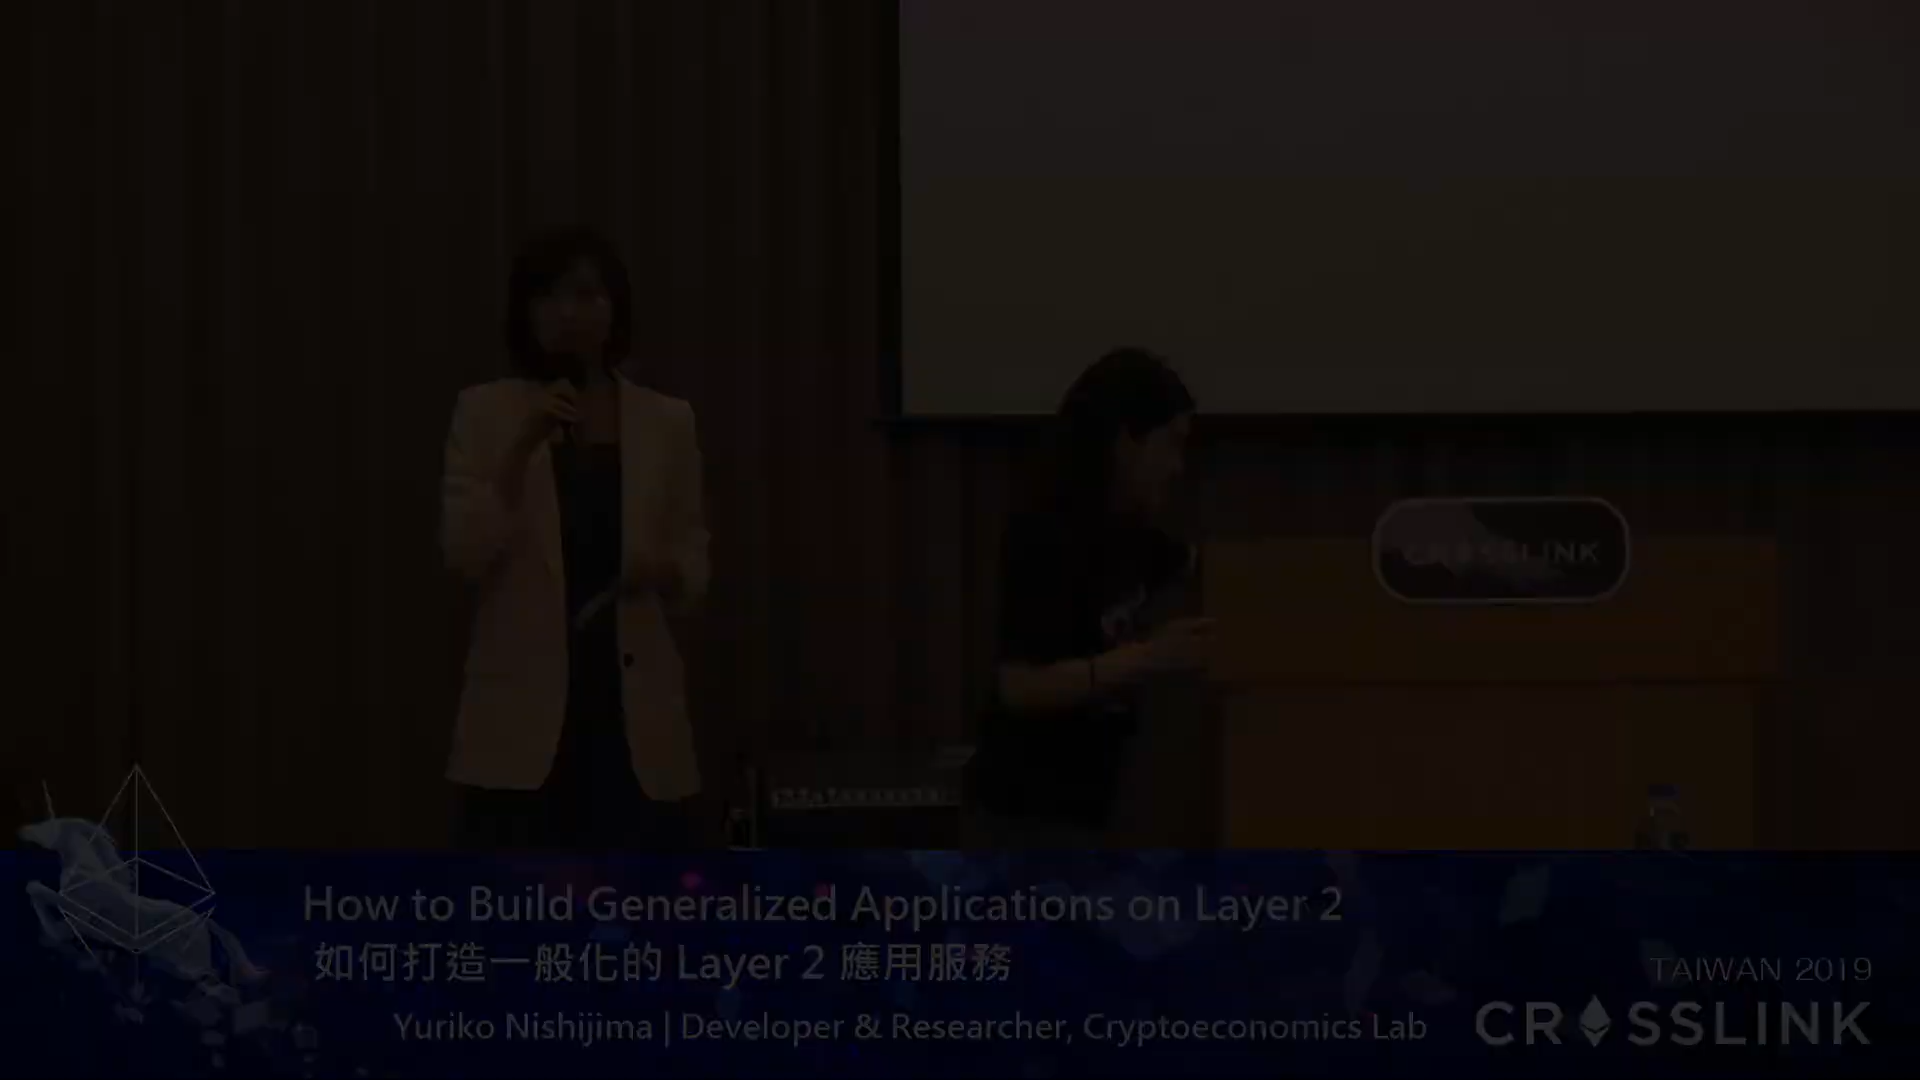 CROSSLINK
How to Build Generalized Applications on Layer 2
如何打造一般化的 Layer 2 應用服務
TAIWAN 2019
Yuriko Nishijima | Developer & Researcher, Cryptoeconomics Lab
CROSSLINK